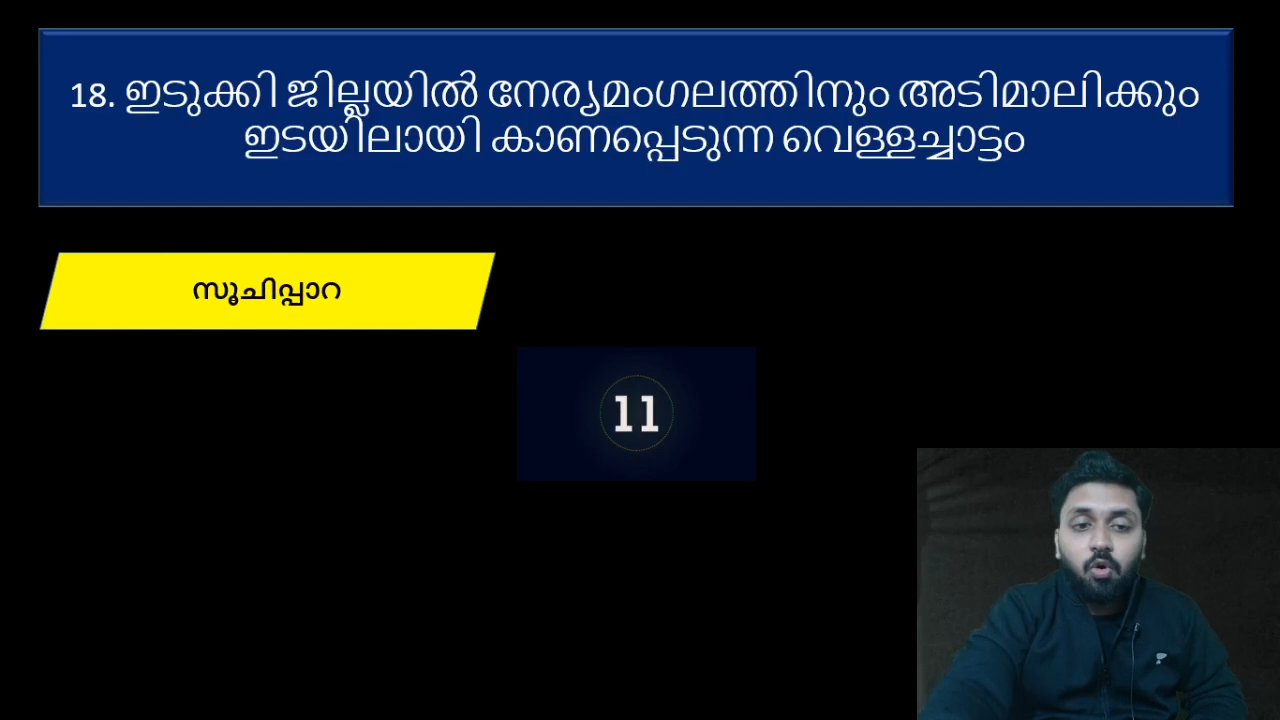 18. ഇടുക്കി ജില്ലയിൽ നേര്യമംഗലത്തിനും അടിമാലിക്കും
ഇടയിലായി കാണപ്പെടുന്ന വെള്ളച്ചാട്ടം
സൂചിപ്പാറ
11